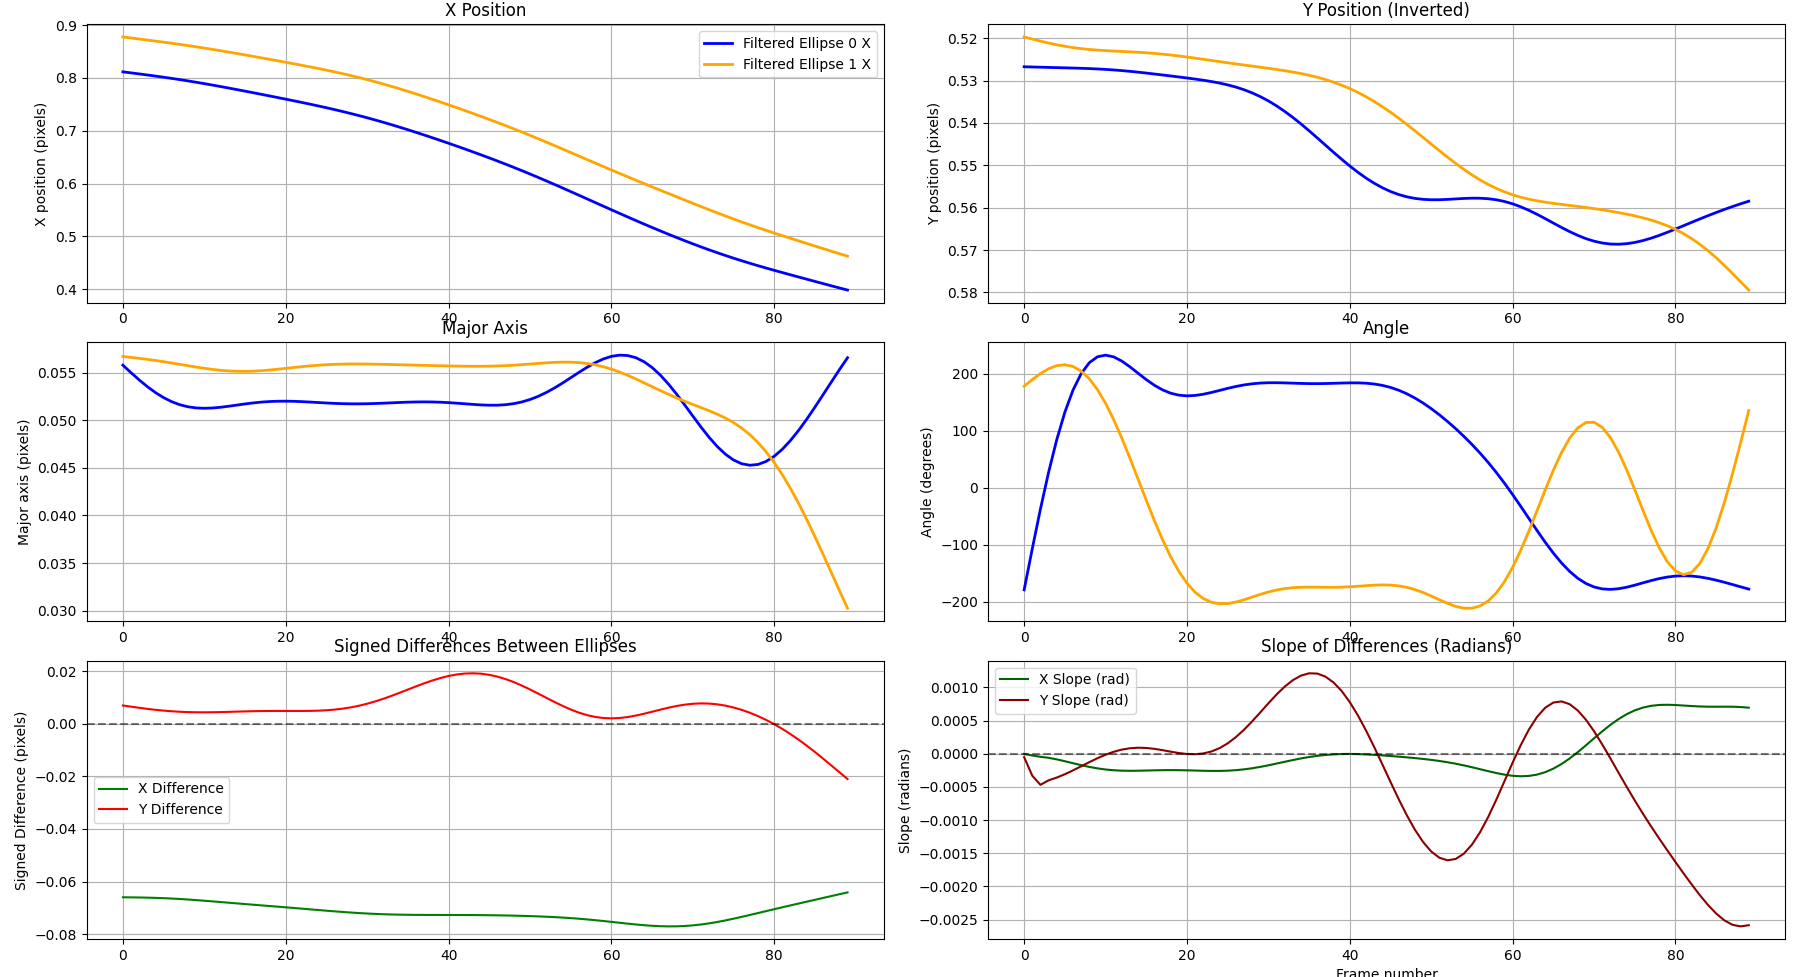 X Position
0.9
0.8
0.7
0.6
0.5
0.4
X position (pixels)
Filtered Ellipse 0 X
Filtered Ellipse 1 X
0 20 40 60 80
Y Position (Inverted)
0.52
0.53
0.54
0.55
0.56
0.57
0.58
Y position (pixels)
0 20 40 60 80
Major Axis
0.055
0.050
0.045
0.040
0.035
0.030
Major axis (pixels)
0 20 40 60 80
Angle
200
100
0
−100
−200
Angle (degrees)
0 20 40 60 80
Signed Differences Between Ellipses
0.02
0.00
−0.02
−0.04
−0.06
−0.08
Signed Difference (pixels)
X Difference
Y Difference
0 20 40 60 80
Slope of Differences (Radians)
0.0010
0.0005
0.0000
−0.0005
−0.0010
−0.0015
−0.0020
−0.0025
Slope (radians)
X Slope (rad)
Y Slope (rad)
0 20 40 60 80
Frame number